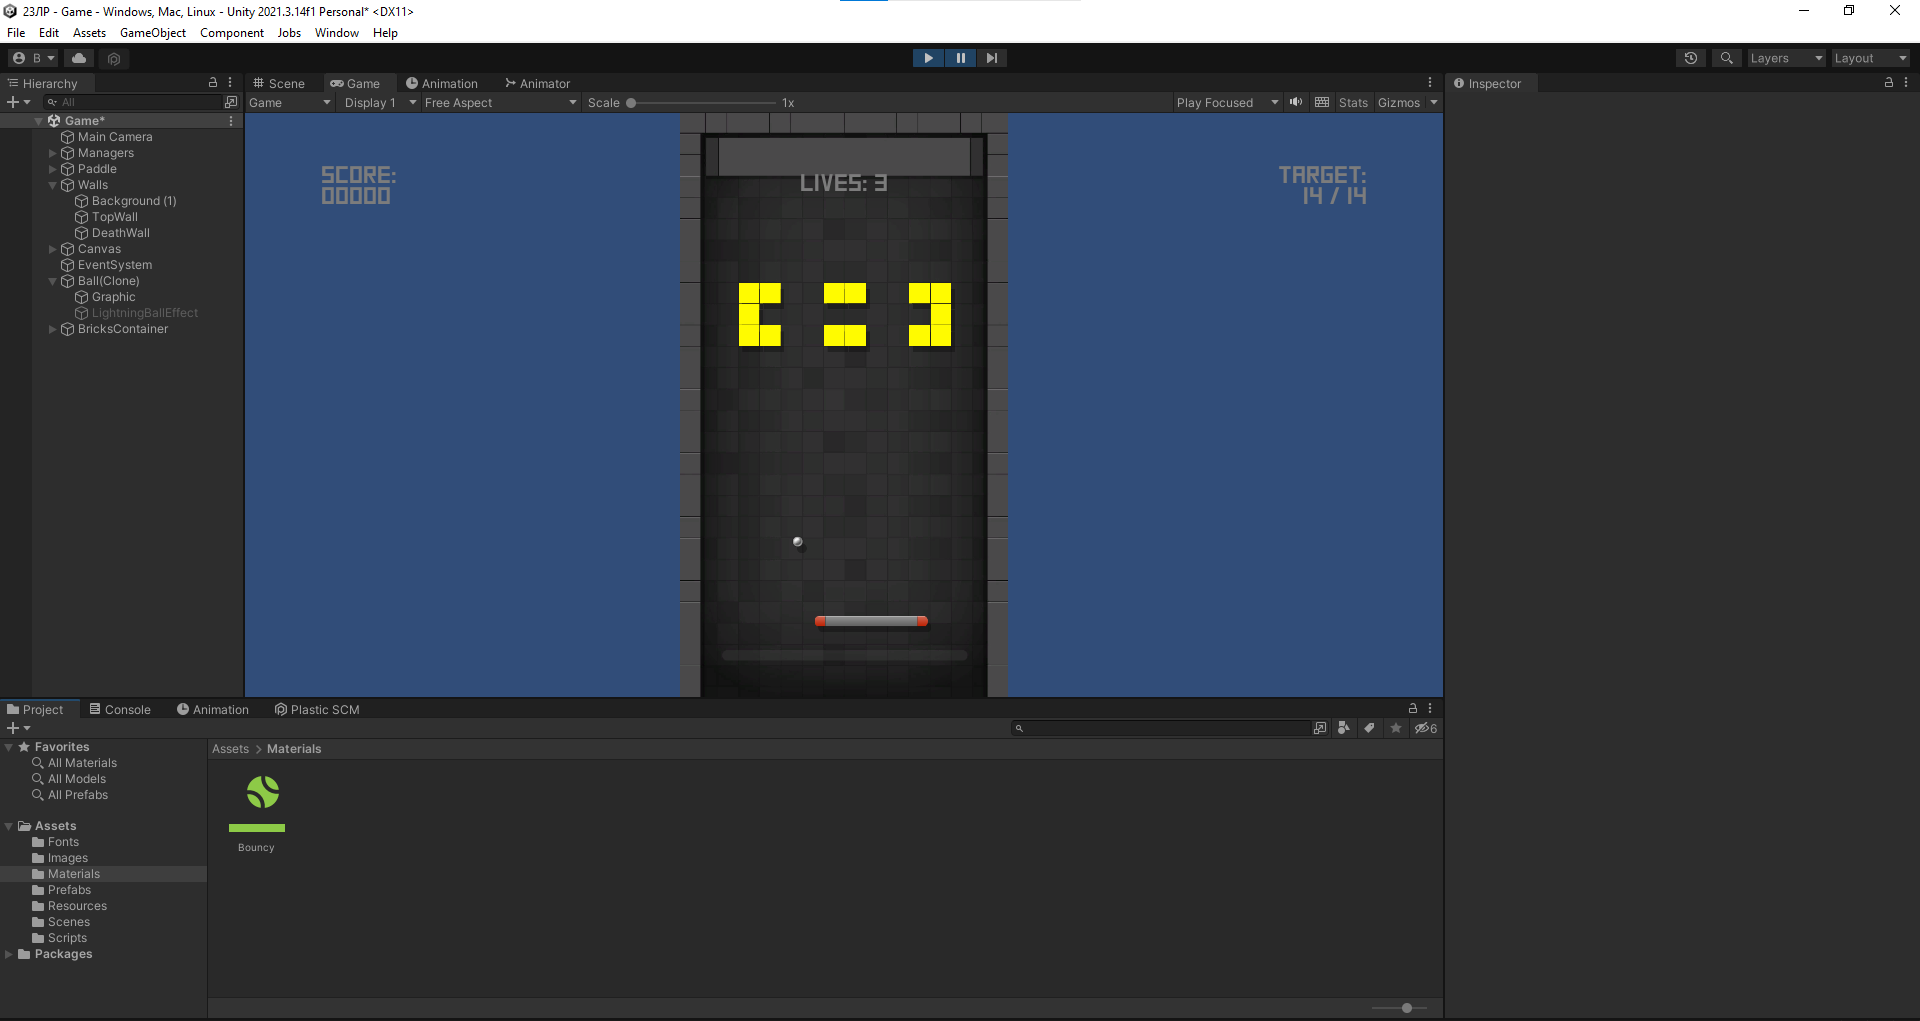 23ЛР - Game - Windows, Mac, Linux - Unity 2021.3.14f1 Personal* <DX11>
File Edit Assets GameObject Component Jobs Window Help
B
Layers Layout
Hierarchy
All
Game*
Main Camera
Managers
Paddle
Walls
Background (1)
TopWall
DeathWall
Canvas
EventSystem
Ball(Clone)
Graphic
LightningBallEffect
BricksContainer
Scene Game Animation Animator
Game Display 1 Free Aspect Scale 1x Play Focused Stats Gizmos
SCORE:
00000
LIVES: 3
TARGET:
14 / 14
Inspector
Project Console Animation Plastic SCM
6
Favorites
All Materials
All Models
All Prefabs
Assets
Fonts
Images
Materials
Prefabs
Resources
Scenes
Scripts
Packages
Assets > Materials
Bouncy